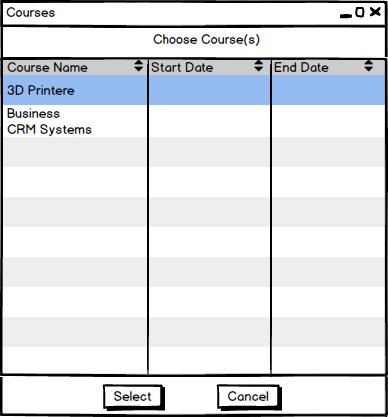 Courses
Choose Course(s)
Course Name Start Date End Date
3D Printere
Business
CRM Systems
Select Cancel